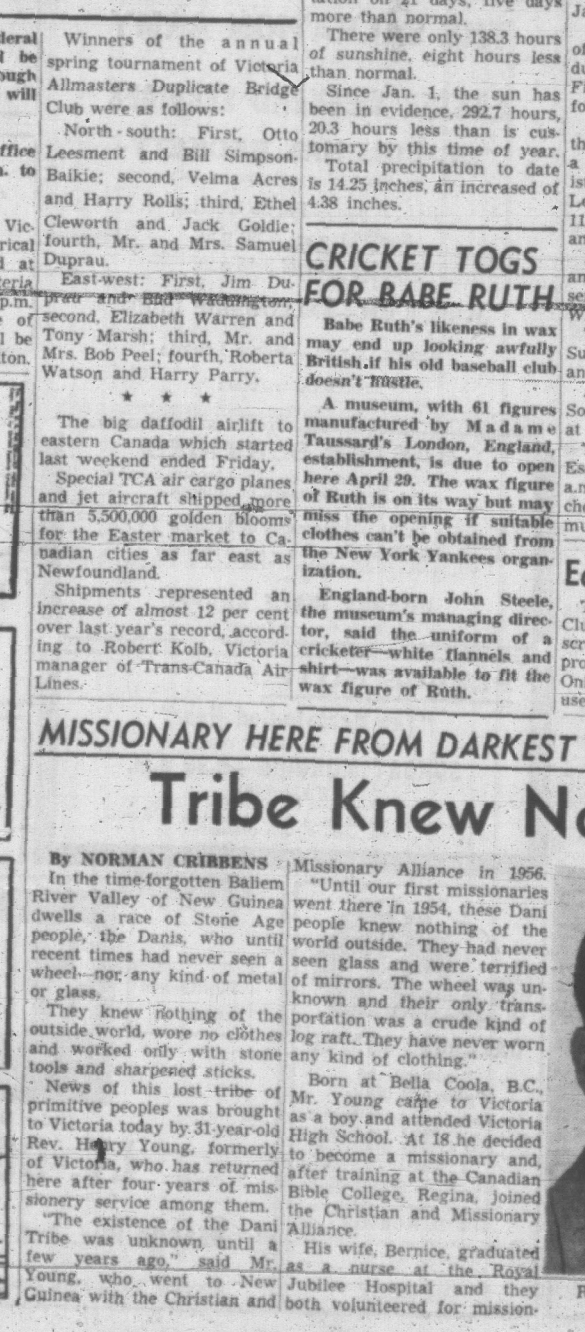 Winners of the annual
spring tournament of Victoria
Allmasters Duplicate Bridge
Club were as follows:
North-south: First, Otto
Leesment and Bill Simpson-
Baikie; second, Velma Acres
and Harry Rolls; third, Ethel
Cleworth and Jack Goldie;
fourth, Mr. and Mrs. Samuel
Duprau.
East-west: First, Jim Du-
prau and Bud Waddington;
second, Elizabeth Warren and
Tony Marsh; third, Mr. and
Mrs. Bob Peel; fourth, Roberta
Watson and Harry Parry.
★ ★ ★
The big daffodil airlift to
eastern Canada which started
last weekend ended Friday.
Special TCA air cargo planes
and jet aircraft shipped more
than 5,500,000 golden blooms
for the Easter market to Ca-
nadian cities as far east as
Newfoundland.
Shipments represented an
increase of almost 12 per cent
over last year's record, accord-
ing to Robert Kolb, Victoria
manager of Trans-Canada Air
Lines.
more than normal.
There were only 138.3 hours
of sunshine, eight hours less
than normal.
Since Jan. 1, the sun has
been in evidence, 292.7 hours,
20.3 hours less than is cus-
tomary by this time of year.
Total precipitation to date
is 14.25 inches, an increased of
4.38 inches.
CRICKET TOGS
FOR BABE RUTH
Babe Ruth's likeness in wax
may end up looking awfully
British if his old baseball club
doesn't hustle.
A museum, with 61 figures
manufactured by Madame
Taussard's London, England,
establishment, is due to open
here April 29. The wax figure
of Ruth is on its way but may
miss the opening if suitable
clothes can't be obtained from
the New York Yankees organ-
ization.
England-born John Steele,
the museum's managing direc-
tor, said the uniform of a
cricketer—white flannels and
shirt—was available to fit the
wax figure of Ruth.
MISSIONARY HERE FROM DARKEST
Tribe Knew
By NORMAN CRIBBENS
In the time-forgotten Baliem
River Valley of New Guinea
dwells a race of Stone Age
people, the Danis, who until
recent times had never seen a
wheel nor any kind of metal
or glass.
They knew nothing of the
outside world, wore no clothes
and worked only with stone
tools and sharpened sticks.
News of this lost tribe of
primitive peoples was brought
to Victoria today by 31-year-old
Rev. Henry Young, formerly
of Victoria, who has returned
here after four years of mis-
sionery service among them.
"The existence of the Dani
Tribe was unknown until a
few years ago," said Mr.
Young, who went to New
Guinea with the Christian and
Missionary Alliance in 1956.
"Until our first missionaries
went there in 1954, these Dani
people knew nothing of the
world outside. They had never
seen glass and were terrified
of mirrors. The wheel was un-
known and their only trans-
portation was a crude kind of
log raft. They have never worn
any kind of clothing."
Born at Bella Coola, B.C.,
Mr. Young came to Victoria
as a boy and attended Victoria
High School. At 18 he decided
to become a missionary and,
after training at the Canadian
Bible College, Regina, joined
the Christian and Missionary
Alliance.
His wife, Bernice, graduated
as a nurse at the Royal
Jubilee Hospital and they
both volunteered for mission-